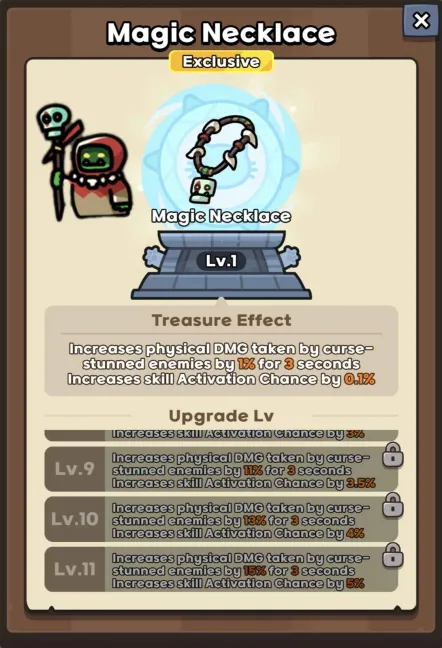 Magic Necklace
Exclusive
Magic Necklace
Lv.1
Treasure Effect
Increases physical DMG taken by curse-
stunned enemies by 1% for 3 seconds
Increases skill Activation Chance by 0.1%
Upgrade Lv
Increases skill Activation Chance by 3%
Lv.9
Increases physical DMG taken by curse-
stunned enemies by 11% for 3 seconds
Increases skill Activation Chance by 3.5%
Lv.10
Increases physical DMG taken by curse-
stunned enemies by 13% for 3 seconds
Increases skill Activation Chance by 4%
Lv.11
Increases physical DMG taken by curse-
stunned enemies by 15% for 3 seconds
Increases skill Activation Chance by 5%